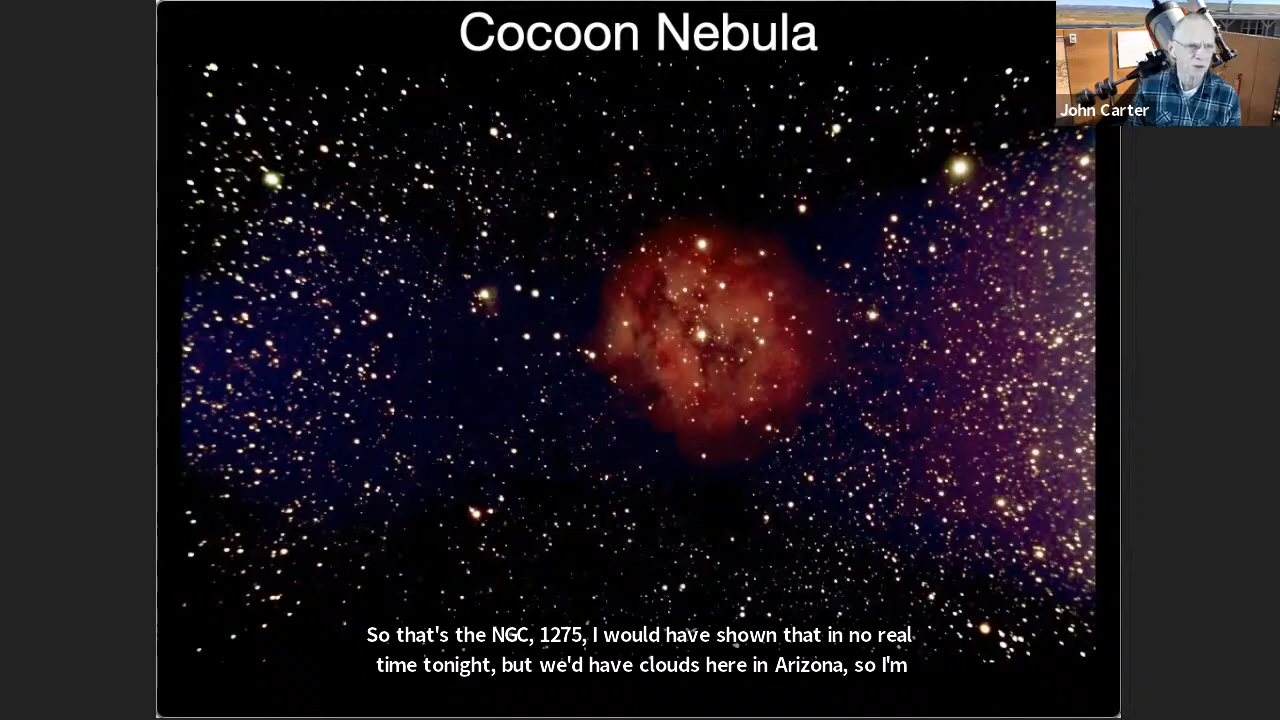 Cocoon Nebula
John Carter
So that's the NGC, 1275, I would have shown that in no real
time tonight, but we'd have clouds here in Arizona, so I'm